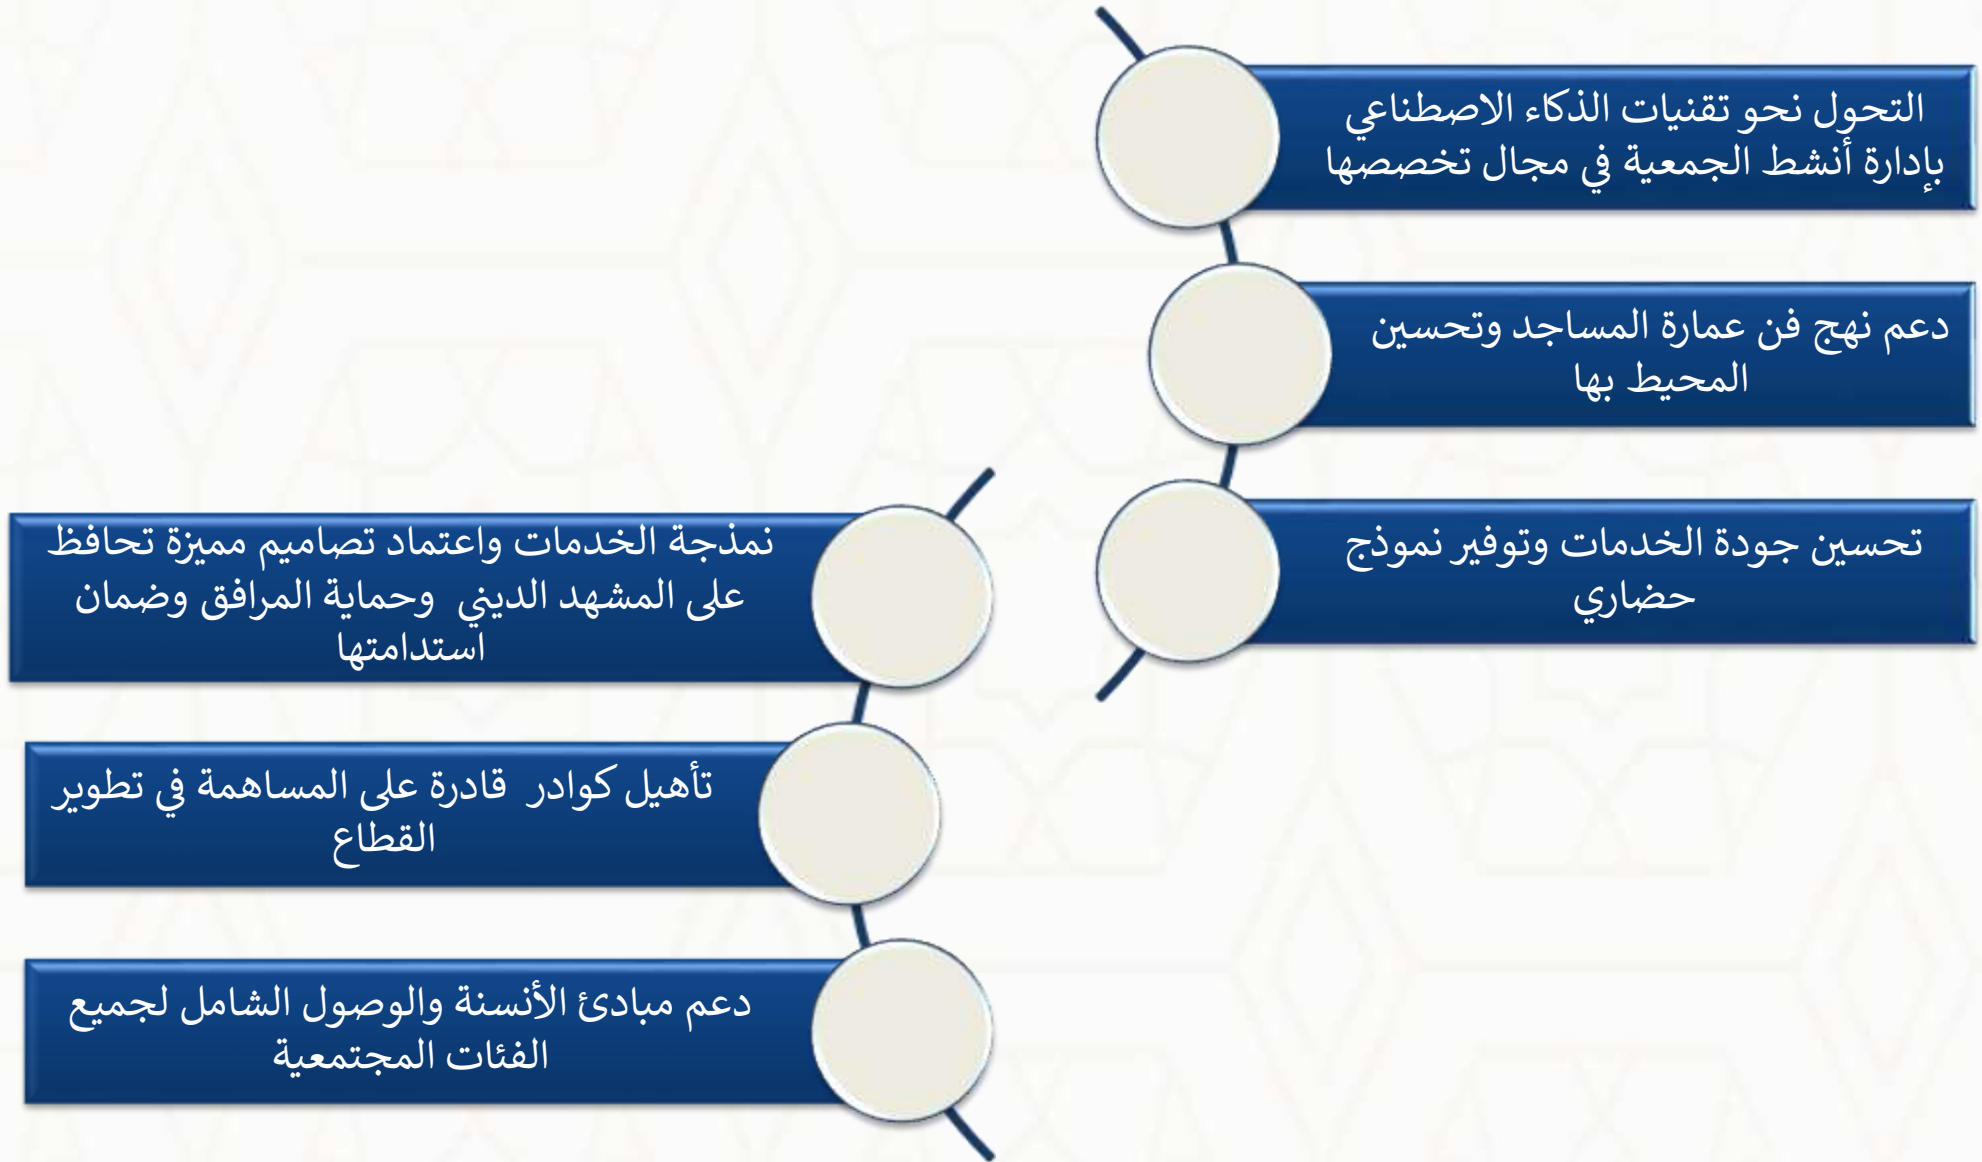 التحول نحو تقنيات الذكاء الاصطناعي
بإدارة أنشط الجمعية في مجال تخصصها
دعم نهج فن عمارة المساجد وتحسين
المحيط بها
تحسين جودة الخدمات وتوفير نموذج
حضاري
نمذجة الخدمات واعتماد تصاميم مميزة تحافظ
على المشهد الديني وحماية المرافق وضمان
استدامتها
تأهيل كوادر قادرة على المساهمة في تطوير
القطاع
دعم مبادئ الأنسنة والوصول الشامل لجميع
الفئات المجتمعية